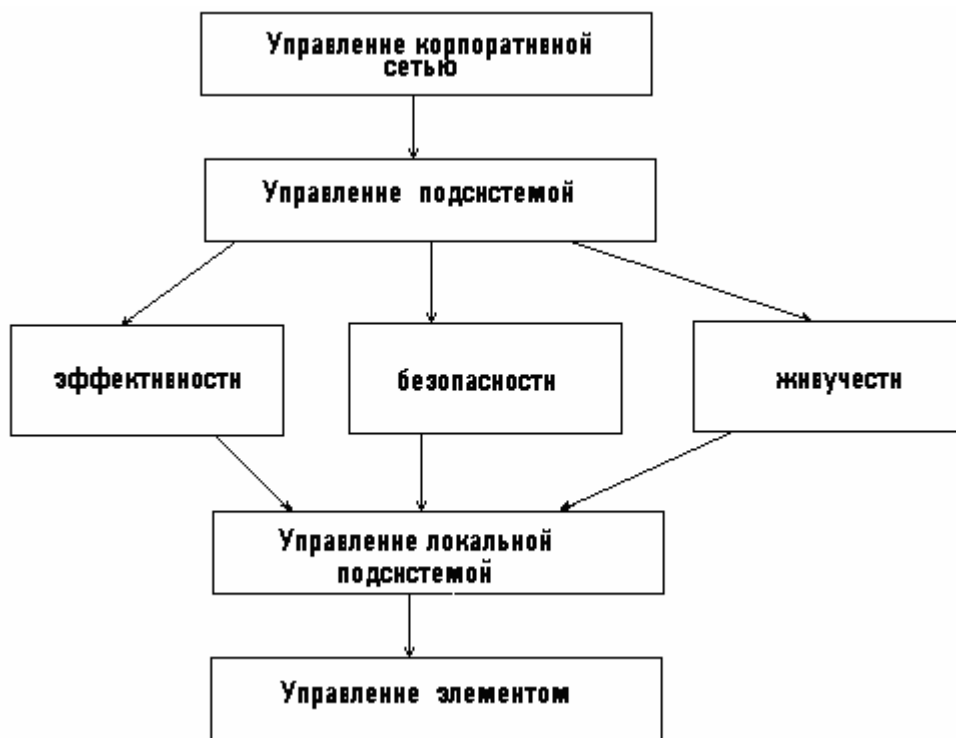 Управление корпоративной
сетью
Управление подсистемой
эффективности
безопасности
живучести
Управление локальной
подсистемой
Управление элементом